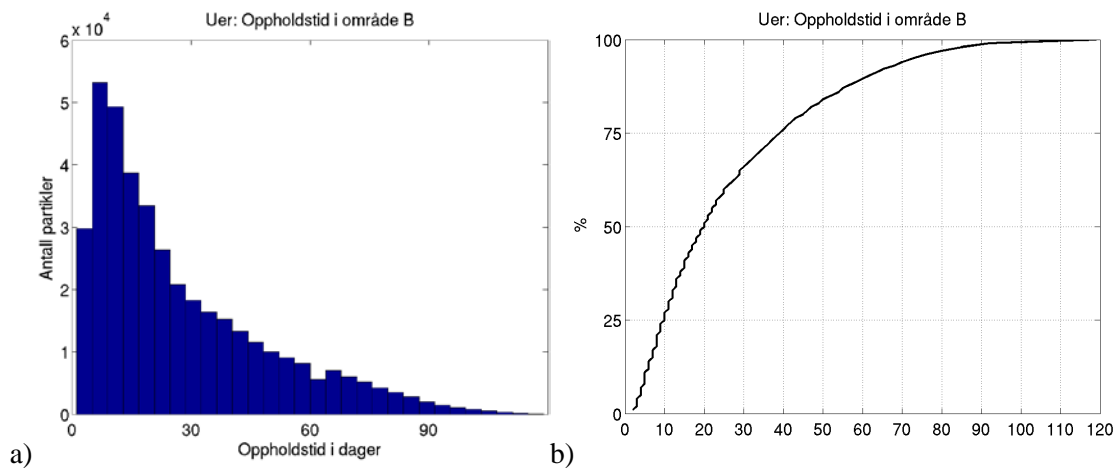 Uer: Oppholdstid i område B
x 10^4
6
5
4
3
2
1
0
Antall partikler
0 30 60 90
Oppholdstid i dager
a)
Uer: Oppholdstid i område B
100
75
50
25
0
%
0 10 20 30 40 50 60 70 80 90 100 110 120
b)